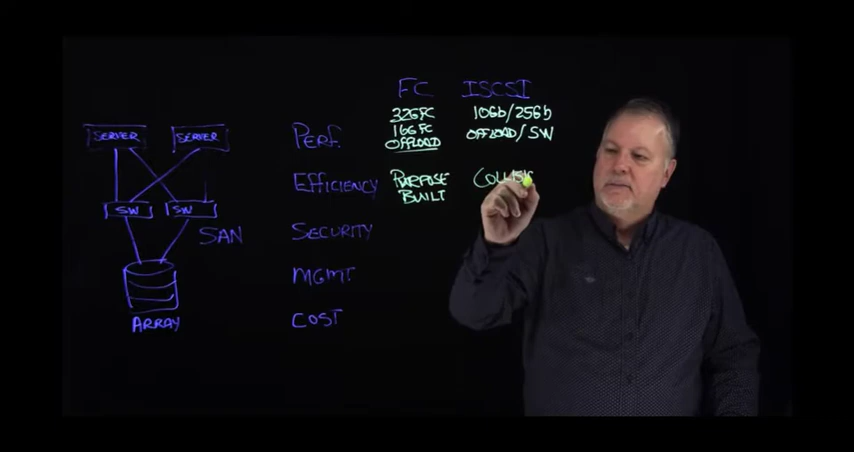 FC ISCSI
32GFC 10Gb/25Gb
16GFC OFFLOAD/SW
OFFLOAD
SERVER SERVER Perf.
EFFICIENCY PURPOSE
BUILT
SW SW
SAN SECURITY
MGMT
ARRAY COST